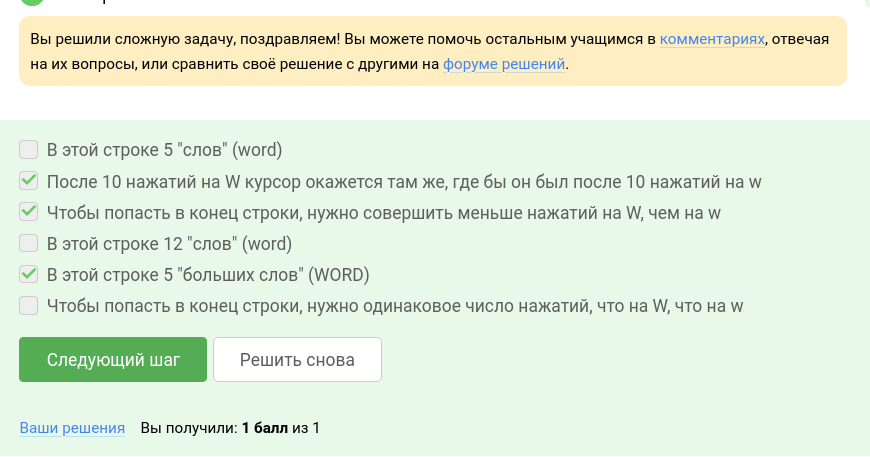 Вы решили сложную задачу, поздравляем! Вы можете помочь остальным учащимся в комментариях, отвечая
на их вопросы, или сравнить своё решение с другими на форуме решений.
В этой строке 5 "слов" (word)
После 10 нажатий на W курсор окажется там же, где бы он был после 10 нажатий на w
Чтобы попасть в конец строки, нужно совершить меньше нажатий на W, чем на w
В этой строке 12 "слов" (word)
В этой строке 5 "больших слов" (WORD)
Чтобы попасть в конец строки, нужно одинаковое число нажатий, что на W, что на w
Следующий шаг Решить снова
Ваши решения Вы получили: 1 балл из 1